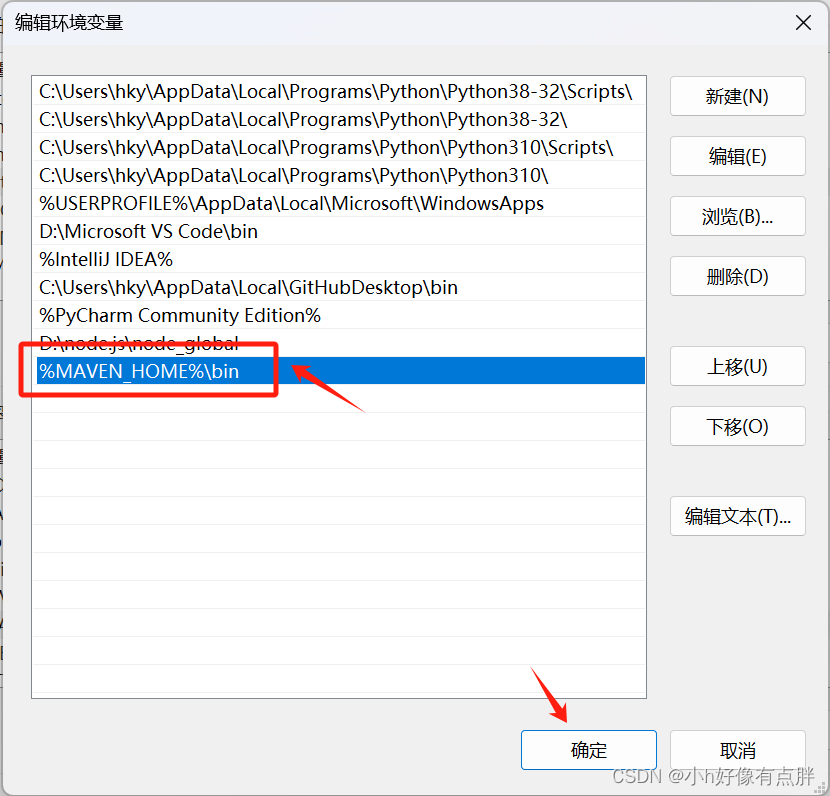 编辑环境变量
C:\Users\hky\AppData\Local\Programs\Python\Python38-32\Scripts\
C:\Users\hky\AppData\Local\Programs\Python\Python38-32\
C:\Users\hky\AppData\Local\Programs\Python\Python310\Scripts\
C:\Users\hky\AppData\Local\Programs\Python\Python310\
%USERPROFILE%\AppData\Local\Microsoft\WindowsApps
D:\Microsoft VS Code\bin
%IntelliJ IDEA%
C:\Users\hky\AppData\Local\GitHubDesktop\bin
%PyCharm Community Edition%
D:\node.js\node_global
%MAVEN_HOME%\bin
新建(N)
编辑(E)
浏览(B)...
删除(D)
上移(U)
下移(O)
编辑文本(T)...
确定
取消
CSDN @小h好像有点胖